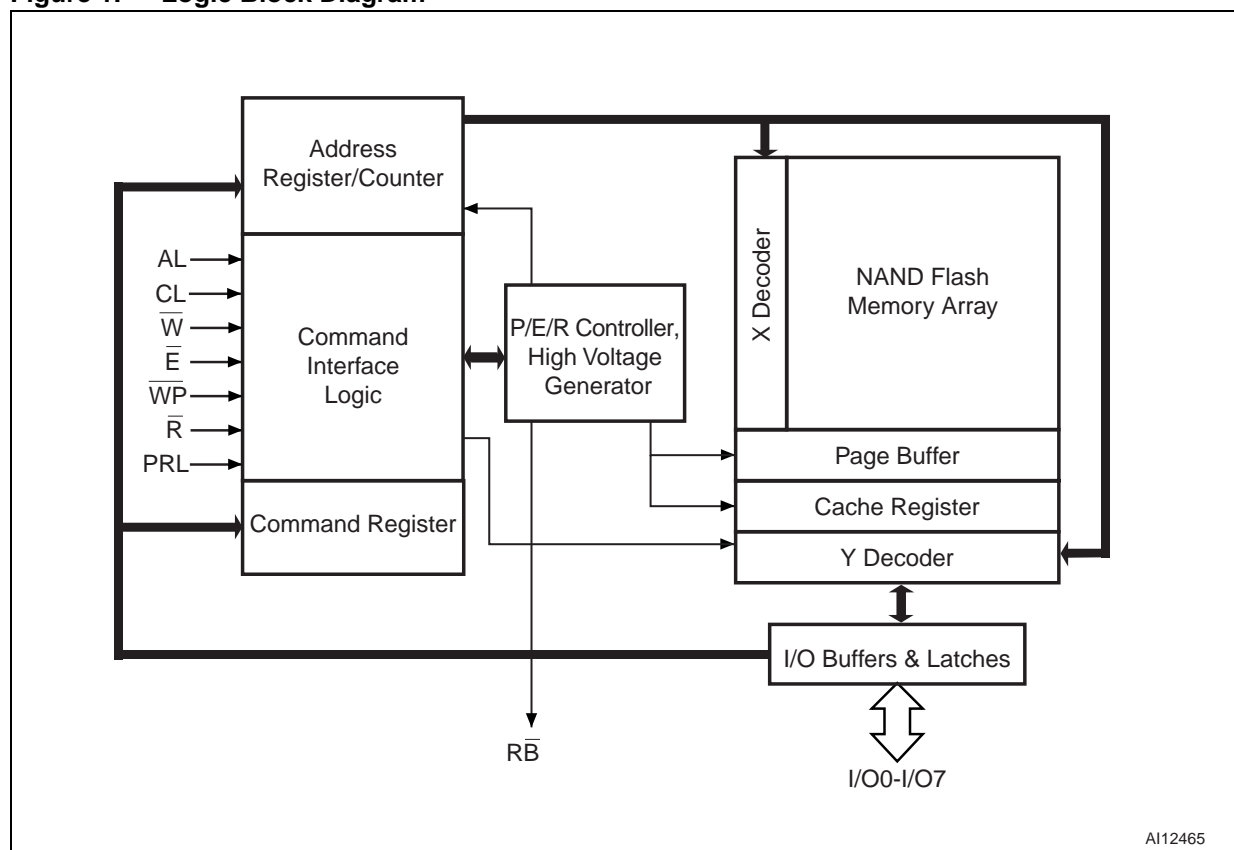 Figure 1. Logic Block Diagram
Address
Register/Counter
AL
CL
W̅
E̅
W̅P̅
R̅
PRL
Command
Interface
Logic
Command Register
P/E/R Controller,
High Voltage
Generator
RB̅
X Decoder
NAND Flash
Memory Array
Page Buffer
Cache Register
Y Decoder
I/O Buffers & Latches
I/O0-I/O7
AI12465